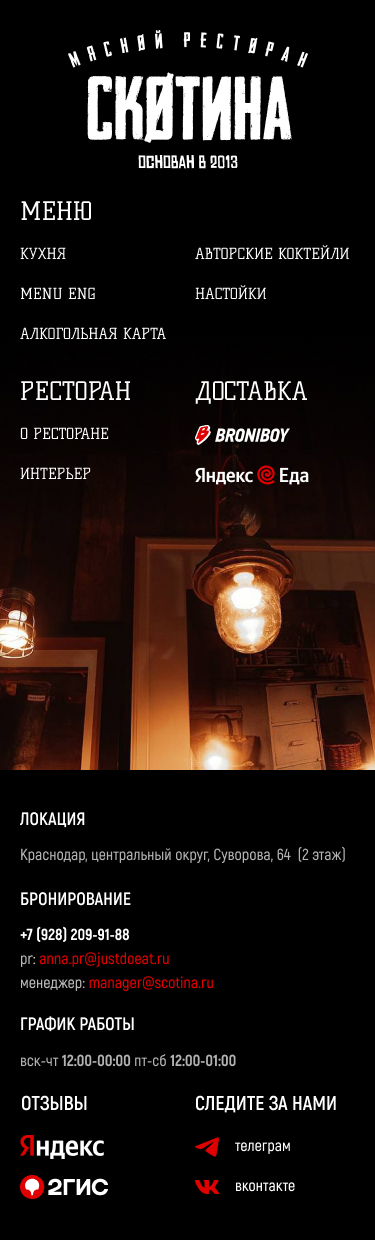 МЯСНОЙ РЕСТОРАН
СКОТИНА
ОСНОВАН В 2013
МЕНЮ
КУХНЯ
АВТОРСКИЕ КОКТЕЙЛИ
MENU ENG
НАСТОЙКИ
АЛКОГОЛЬНАЯ КАРТА
РЕСТОРАН
ДОСТАВКА
О РЕСТОРАНЕ
BRONIBOY
ИНТЕРЬЕР
Яндекс Еда
ЛОКАЦИЯ
Краснодар, центральный округ, Суворова, 64 (2 этаж)
БРОНИРОВАНИЕ
+7 (928) 209-91-88
pr: anna.pr@justdoeat.ru
менеджер: manager@scotina.ru
ГРАФИК РАБОТЫ
вск-чт 12:00-00:00 пт-сб 12:00-01:00
ОТЗЫВЫ
СЛЕДИТЕ ЗА НАМИ
Яндекс
телеграм
2ГИС
вконтакте